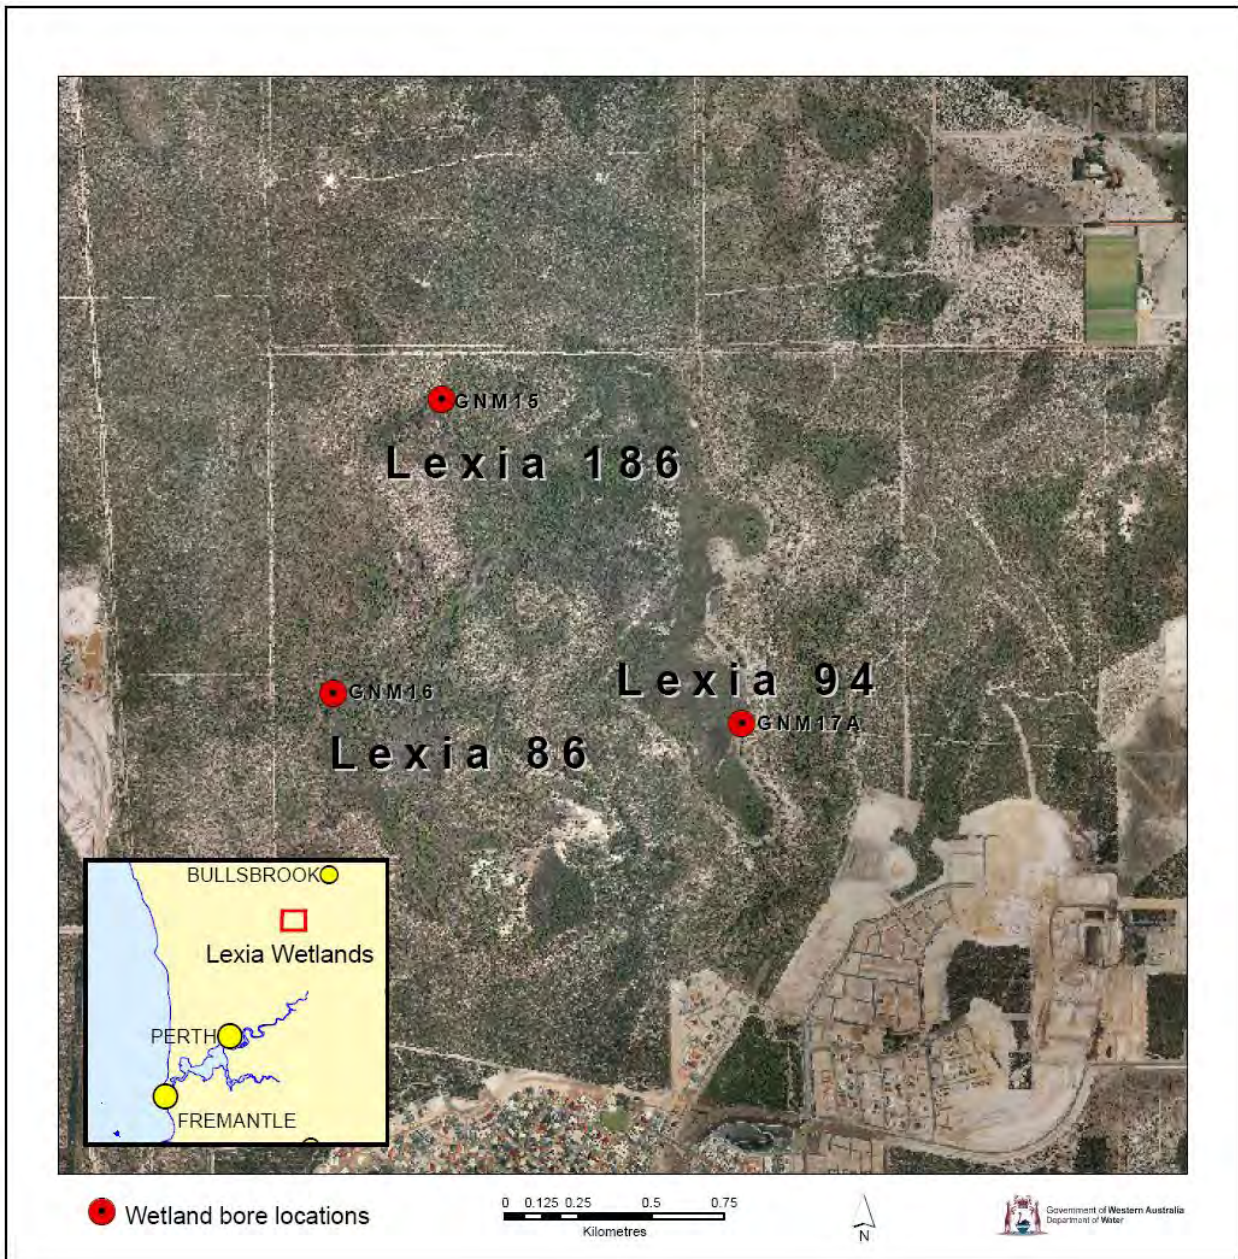 GNM15
Lexia 186
Lexia 94
GNM16
GNM17A
Lexia 86
BULLSBROOK
Lexia Wetlands
PERTH
FREMANTLE
Wetland bore locations
0 0.125 0.25 0.5 0.75
Kilometres
N
Government of Western Australia
Department of Water